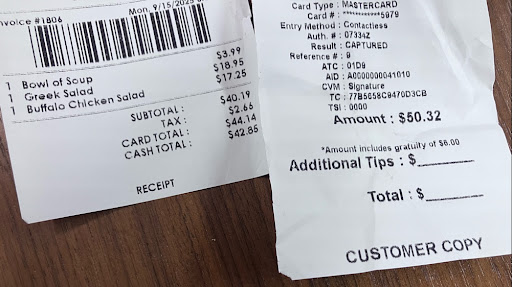 nvoice #1806
Mon, 9/15/2025
1 Bowl of Soup $3.99
1 Greek Salad $18.95
1 Buffalo Chicken Salad $17.25
SUBTOTAL : $40.19
TAX : $2.66
CARD TOTAL : $44.14
CASH TOTAL : $42.85
RECEIPT
Card Type : MASTERCARD
Card # : ***********5979
Entry Method : Contactless
Auth. # : 07334Z
Result : CAPTURED
Reference # : 9
ATC : 01D9
AID : A0000000041010
CVM : Signature
TC : 77B5658C9470D3CB
TSI : 0000
Amount : $50.32
*Amount includes gratuity of $6.00
Additional Tips : $
Total : $
CUSTOMER COPY